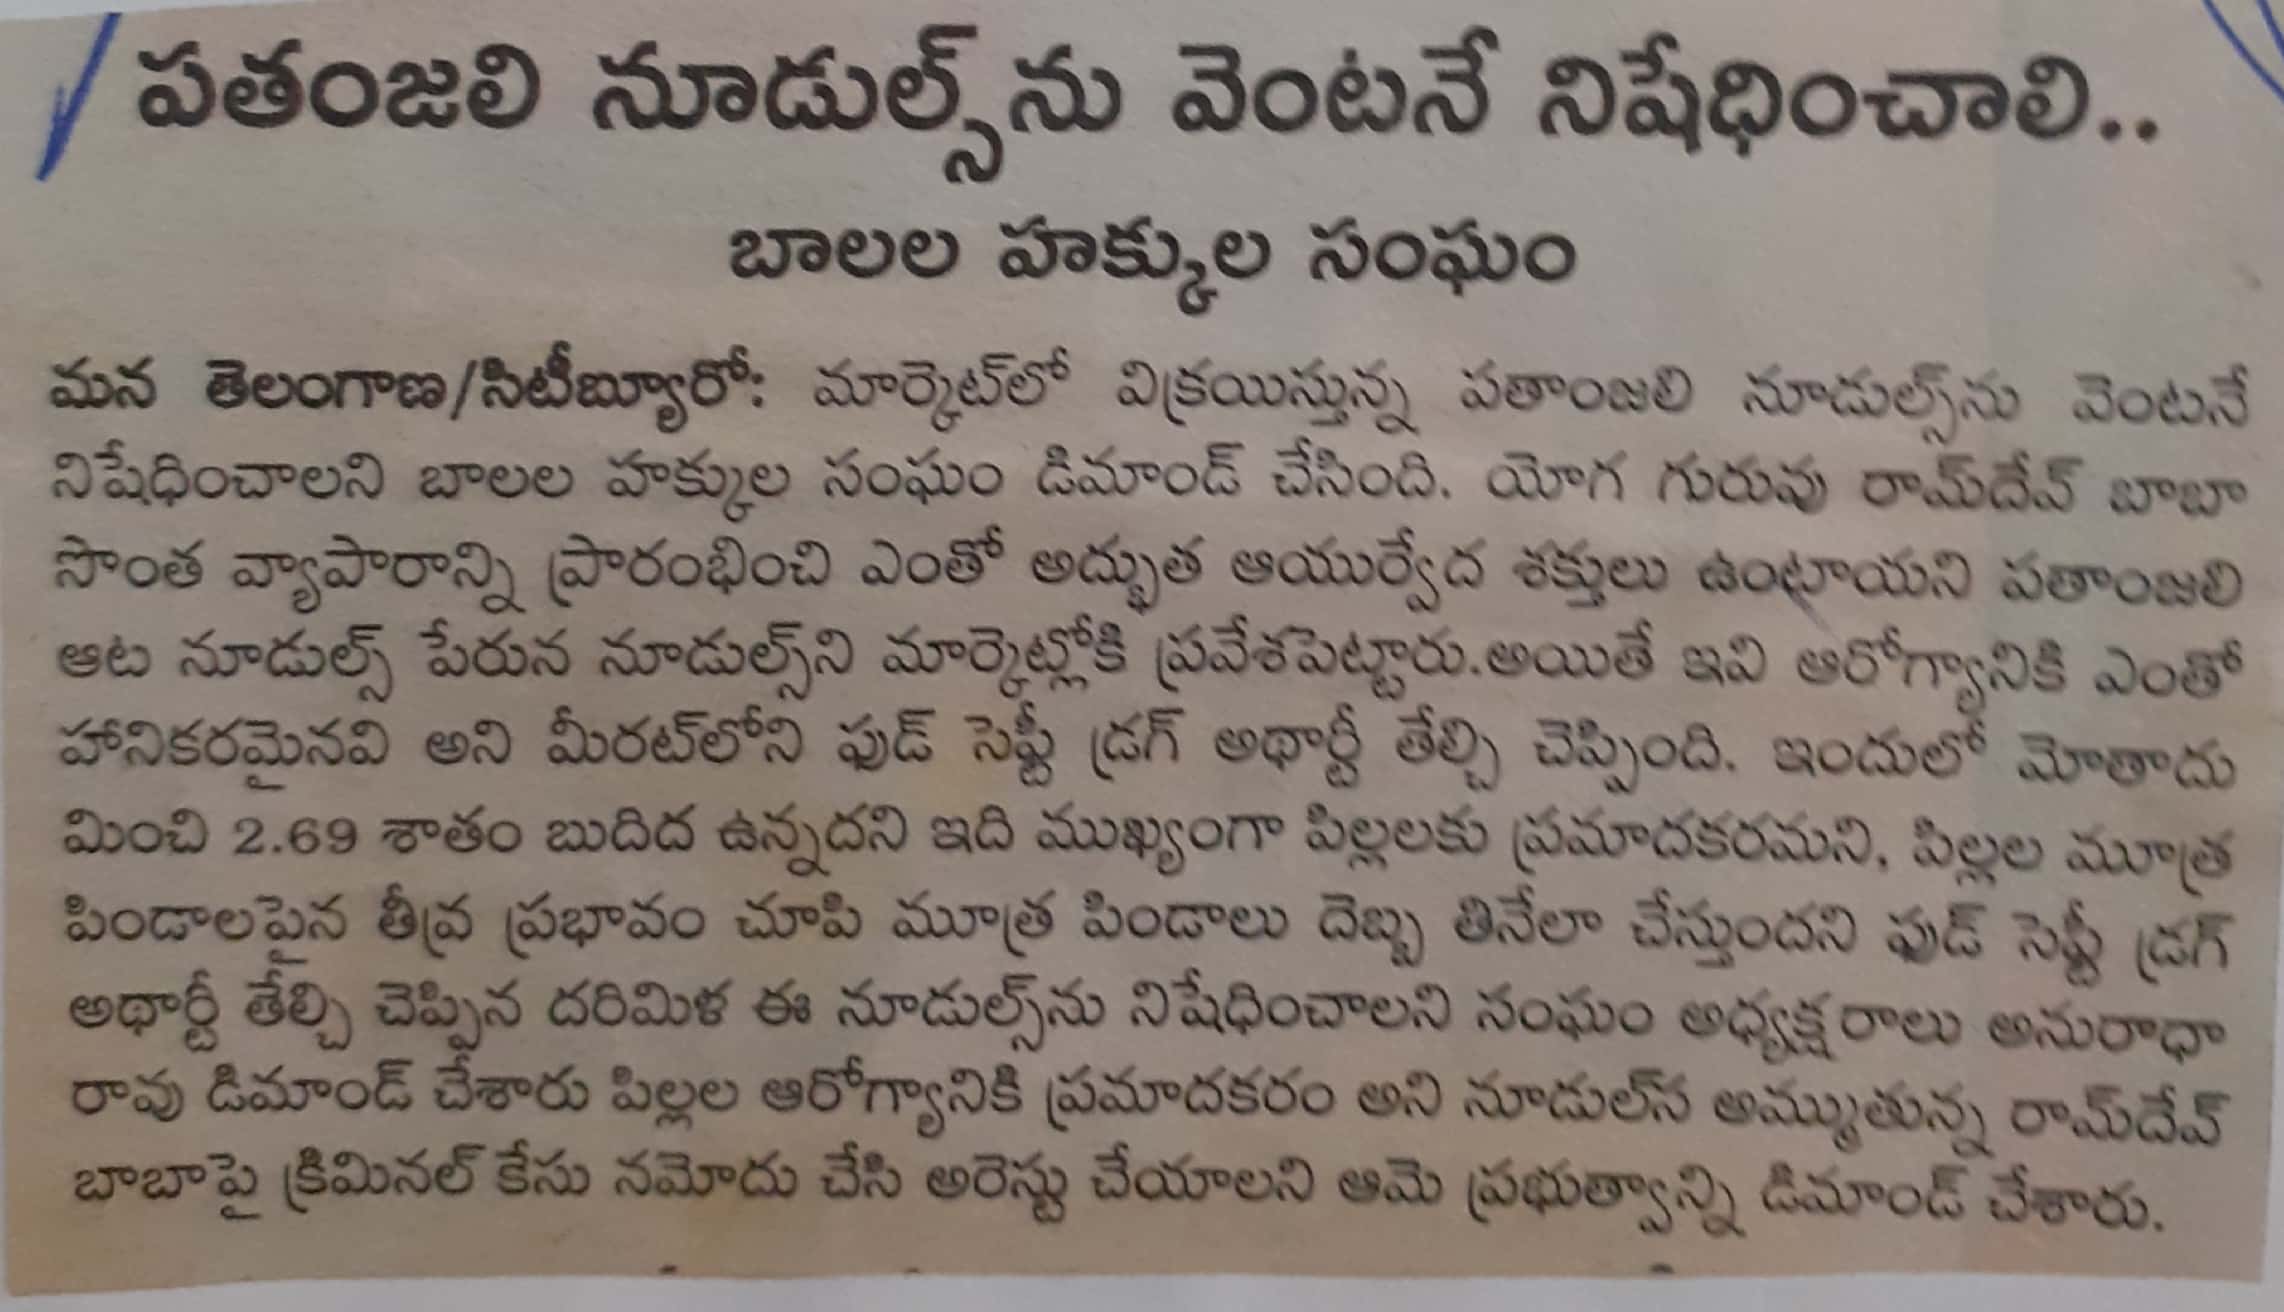 పతంజలి నూడుల్స్‌ను వెంటనే నిషేధించాలి..
బాలల హక్కుల సంఘం
మన తెలంగాణ/సిటీబ్యూరో: మార్కెట్‌లో విక్రయిస్తున్న పతాంజలి నూడుల్స్‌ను వెంటనే
నిషేధించాలని బాలల హక్కుల సంఘం డిమాండ్ చేసింది. యోగ గురువు రామ్‌దేవ్ బాబా
సొంత వ్యాపారాన్ని ప్రారంభించి ఎంతో అద్భుత ఆయుర్వేద శక్తులు ఉంటాయని పతాంజలి
ఆట నూడుల్స్ పేరున నూడుల్స్‌ని మార్కెట్లోకి ప్రవేశపెట్టారు.అయితే ఇవి ఆరోగ్యానికి ఎంతో
హానికరమైనవి అని మీరట్‌లోని ఫుడ్ సెఫ్టీ డ్రగ్ అథార్టీ తేల్చి చెప్పింది. ఇందులో మోతాదు
మించి 2.69 శాతం బుదిద ఉన్నదని ఇది ముఖ్యంగా పిల్లలకు ప్రమాదకరమని, పిల్లల మూత్ర
పిండాలపైన తీవ్ర ప్రభావం చూపి మూత్ర పిండాలు దెబ్బ తినేలా చేస్తుందని ఫుడ్ సెఫ్టీ డ్రగ్
అథార్టీ తేల్చి చెప్పిన దరిమిళ ఈ నూడుల్స్‌ను నిషేధించాలని సంఘం అధ్యక్షరాలు అనురాధా
రావు డిమాండ్ చేశారు పిల్లల ఆరోగ్యానికి ప్రమాదకరం అని నూడుల్‌స అమ్ముతున్న రామ్‌దేవ్
బాబాపై క్రిమినల్ కేసు నమోదు చేసి అరెస్టు చేయాలని ఆమె ప్రభుత్వాన్ని డిమాండ్ చేశారు.